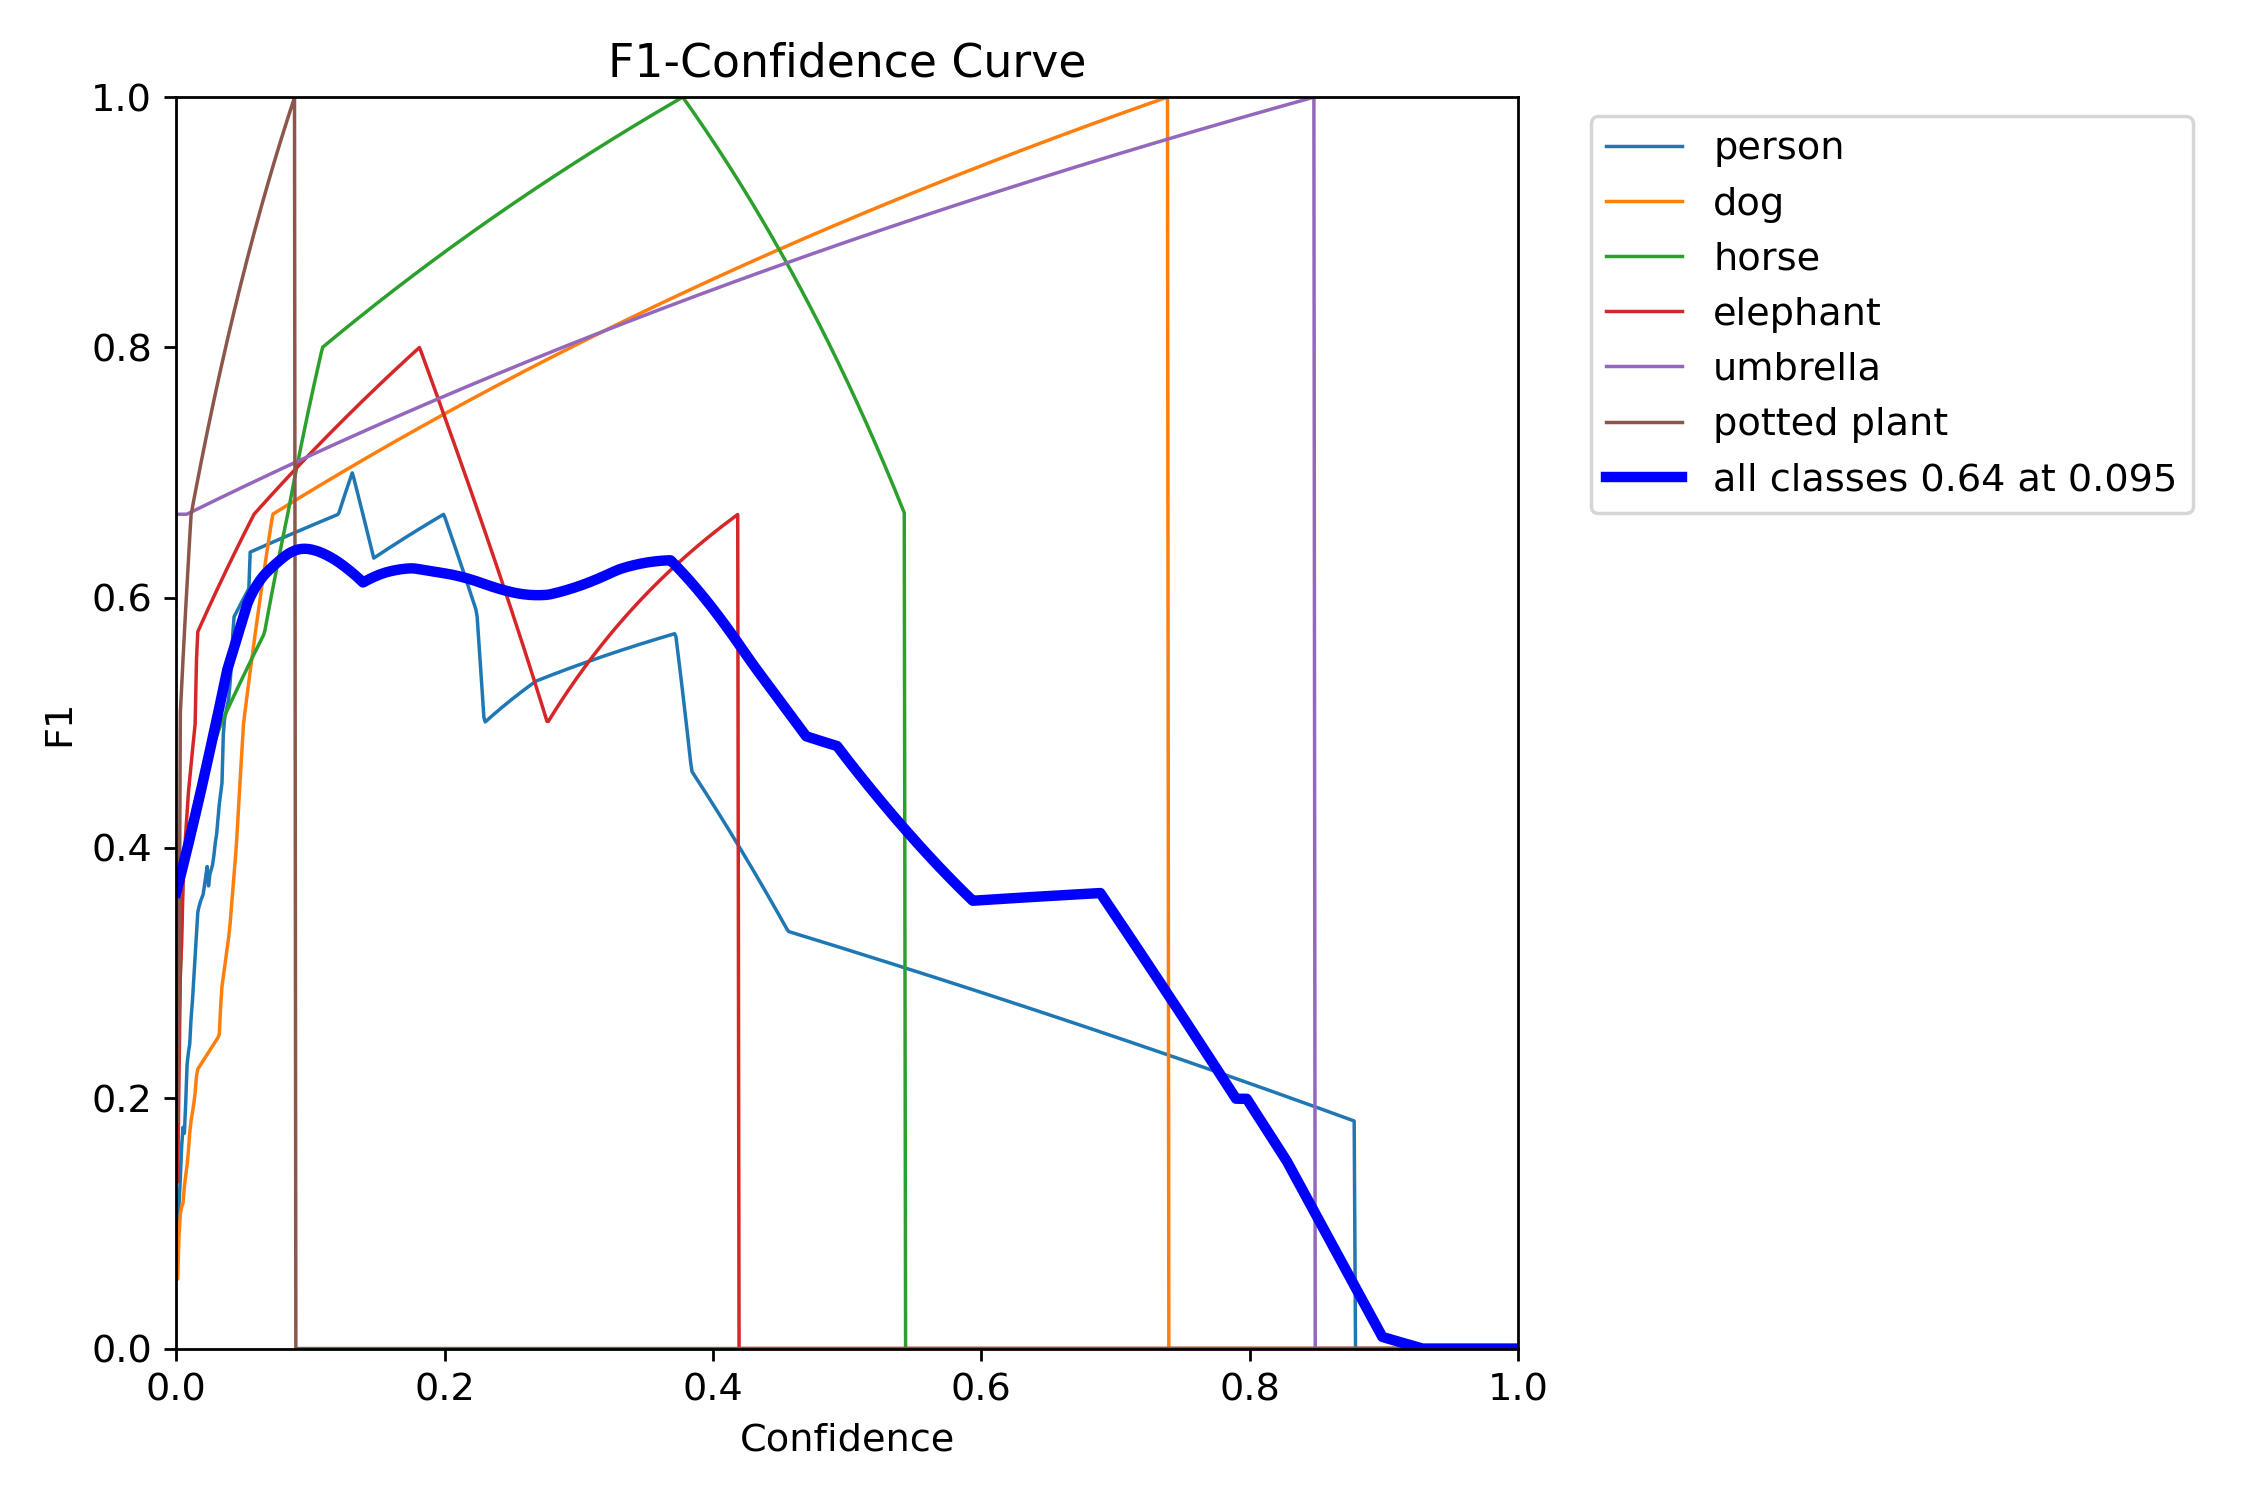 F1-Confidence Curve
1.0
0.8
0.6
0.4
0.2
0.0
F1
0.0 0.2 0.4 0.6 0.8 1.0
Confidence
person
dog
horse
elephant
umbrella
potted plant
all classes 0.64 at 0.095